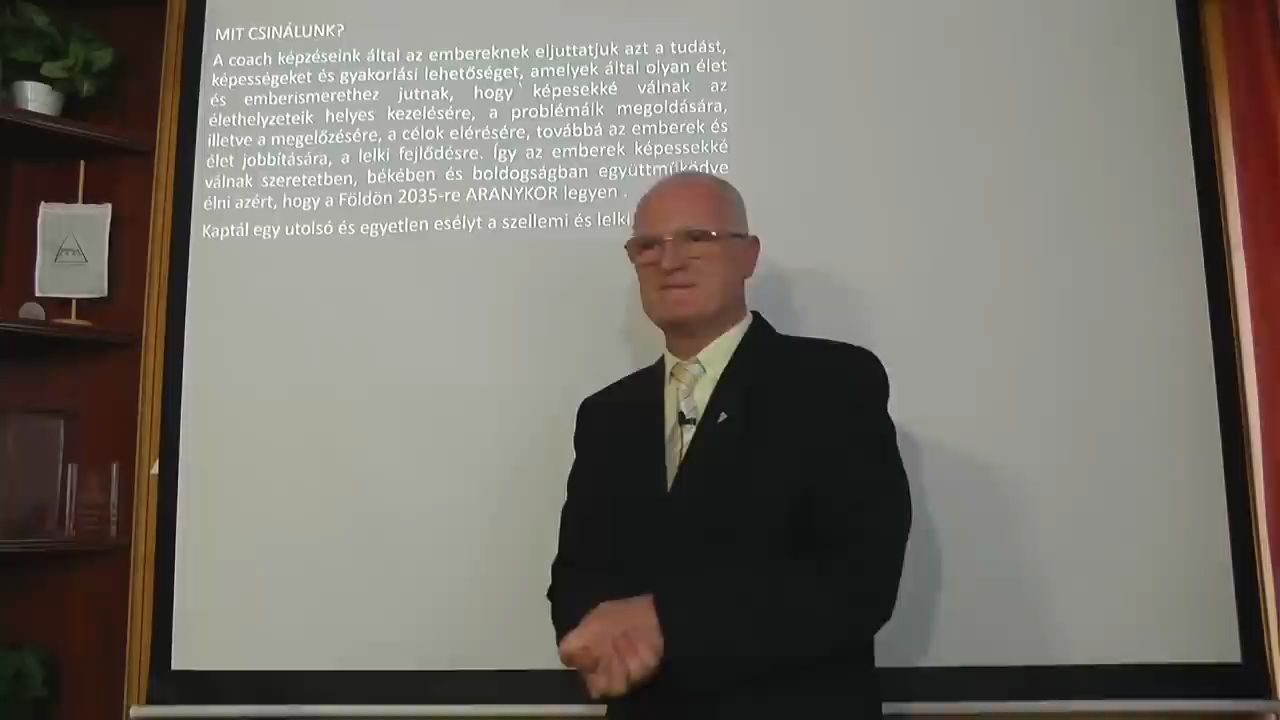 MIT CSINÁLUNK?
A coach képzéseink által az embereknek eljuttatjuk azt a tudást,
képességeket és gyakorlási lehetőséget, amelyek által olyan élet
és emberismerethez jutnak, hogy képesekké válnak az
élethelyzeteik helyes kezelésére, a problémáik megoldására,
illetve a megelőzésére, a célok elérésére, továbbá az emberek és
élet jobbítására, a lelki fejlődésre. Így az emberek képessekké
válnak szeretetben, békében és boldogságban együttműködve
élni azért, hogy a Földön 2035-re ARANYKOR legyen .
Kaptál egy utolsó és egyetlen esélyt a szellemi és lelki